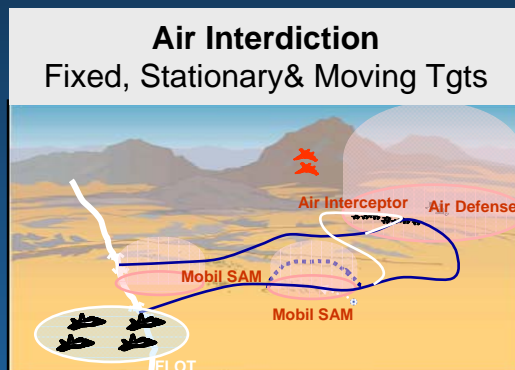 Air Interdiction
Fixed, Stationary& Moving Tgts
Air Interceptor
Air Defense
Mobil SAM
Mobil SAM
FLOT